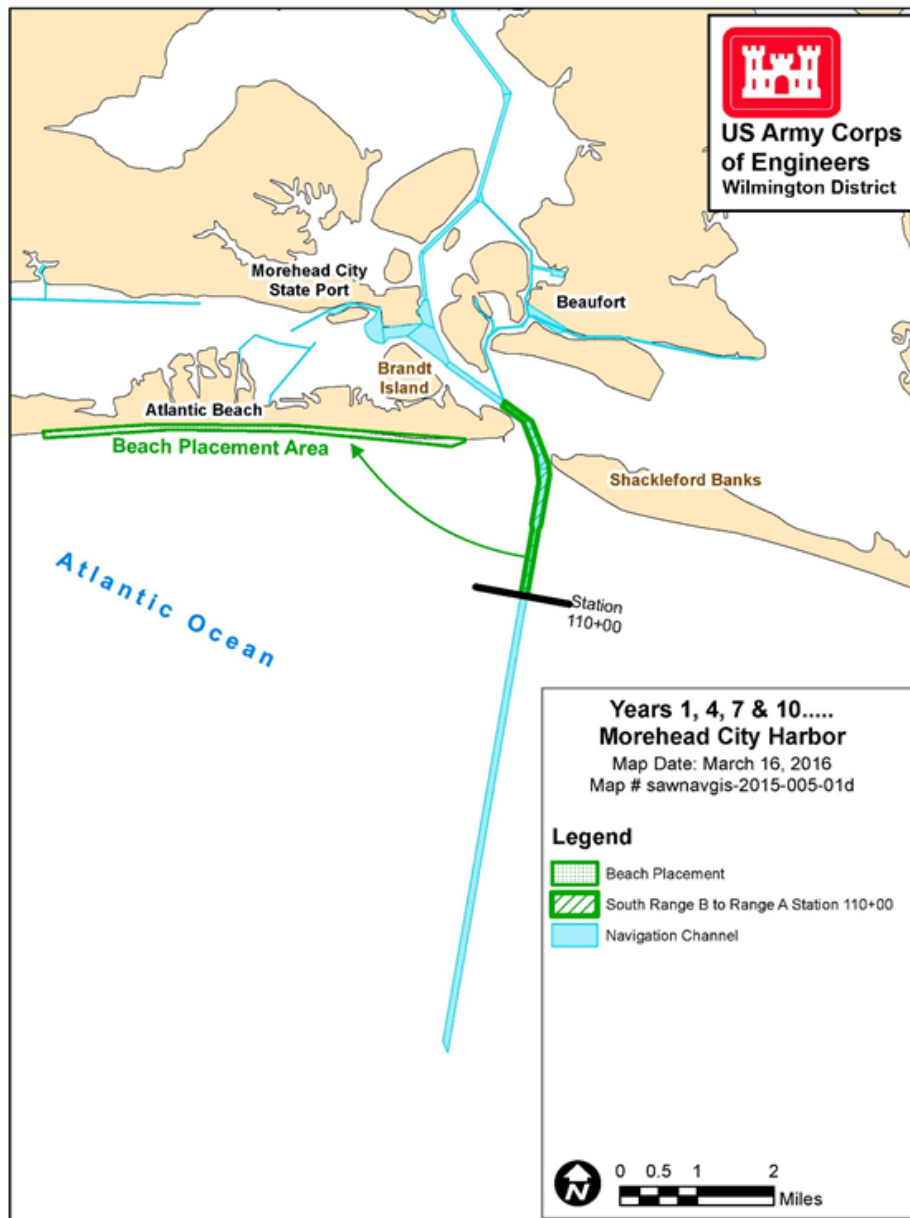 US Army Corps
of Engineers
Wilmington District
Morehead City
State Port
Beaufort
Brandt
Island
Atlantic Beach
Beach Placement Area
Shackleford Banks
Atlantic Ocean
Station
110+00
Years 1, 4, 7 & 10.....
Morehead City Harbor
Map Date: March 16, 2016
Map # sawnavgis-2015-005-01d
Legend
Beach Placement
South Range B to Range A Station 110+00
Navigation Channel
N
0 0.5 1 2
Miles